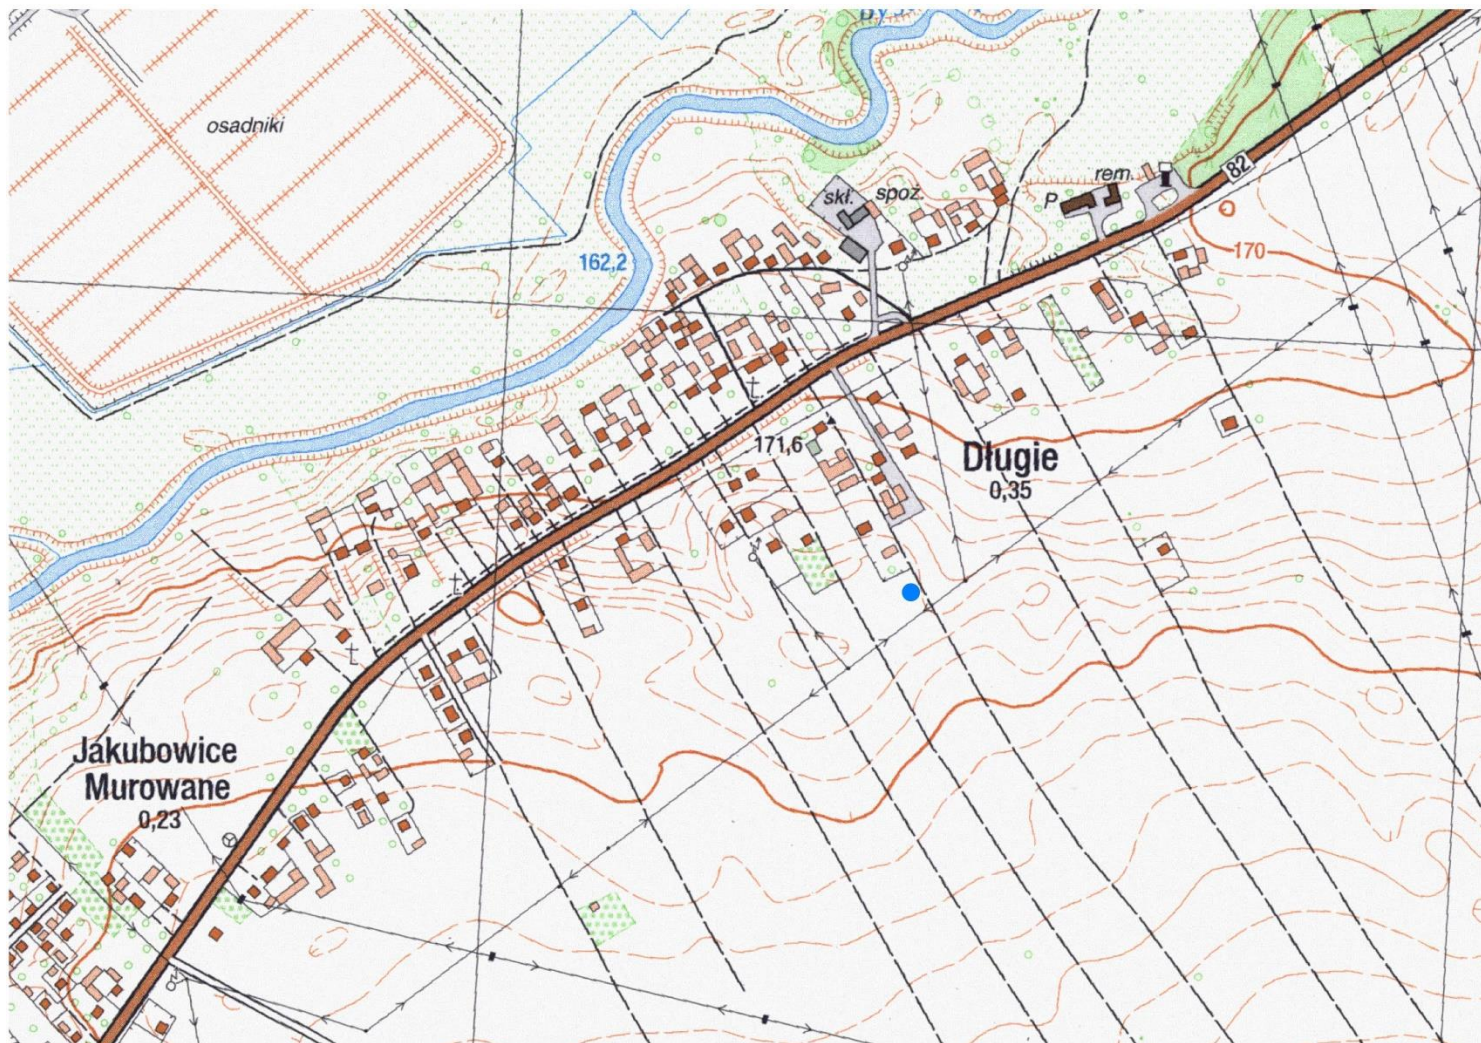 osadniki
82
rem.
P
skł.
spoż.
162,2
170
171,6
Długie
0,35
Jakubowice
Murowane
0,23